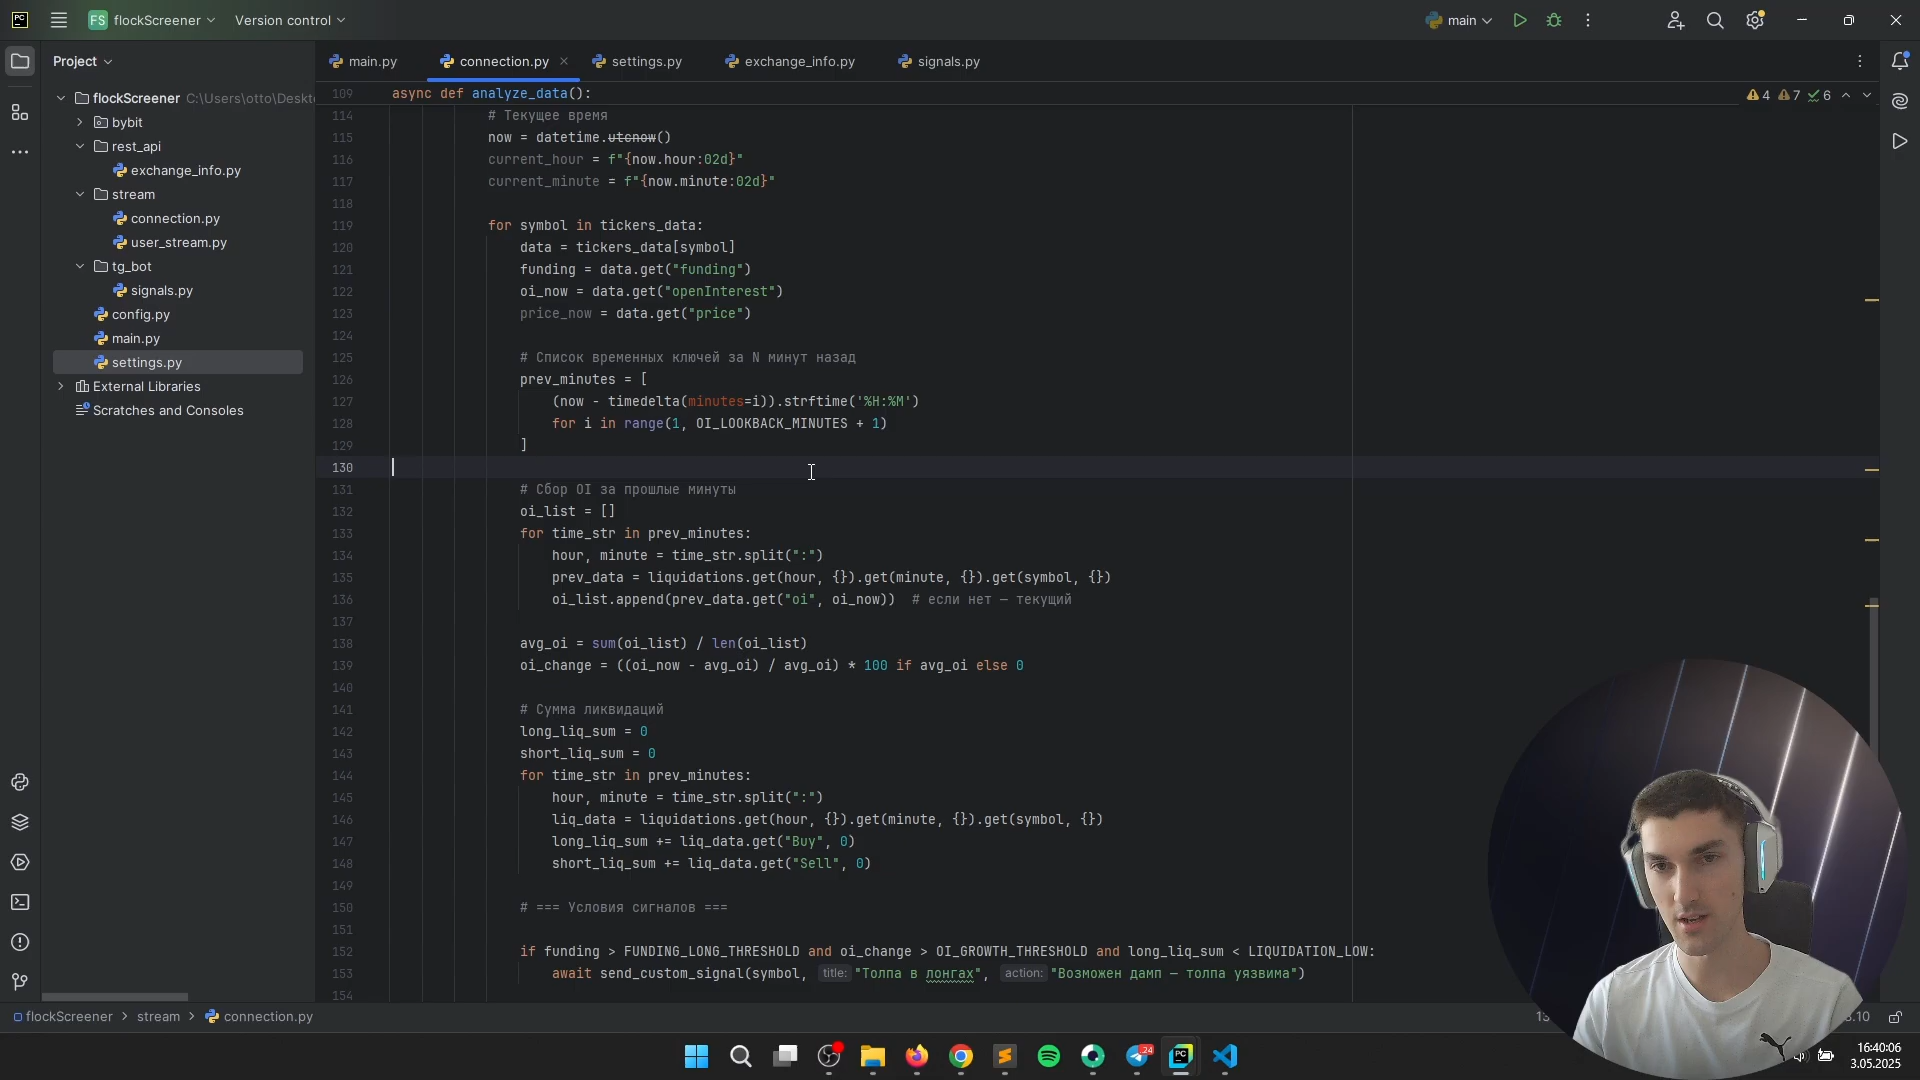 PC
FS flockScreener
Version control
main
Project
main.py
connection.py
settings.py
exchange_info.py
signals.py
flockScreener C:\Users\otto\Deskt
bybit
rest_api
exchange_info.py
stream
connection.py
user_stream.py
tg_bot
signals.py
config.py
main.py
settings.py
External Libraries
Scratches and Consoles
4 7 6
109 async def analyze_data():
114 # Текущее время
115 now = datetime.utcnow()
116 current_hour = f"{now.hour:02d}"
117 current_minute = f"{now.minute:02d}"
118
119 for symbol in tickers_data:
120 data = tickers_data[symbol]
121 funding = data.get("funding")
122 oi_now = data.get("openInterest")
123 price_now = data.get("price")
124
125 # Список временных ключей за N минут назад
126 prev_minutes = [
127 (now - timedelta(minutes=i)).strftime('%H:%M')
128 for i in range(1, OI_LOOKBACK_MINUTES + 1)
129 ]
130
131 # Сбор OI за прошлые минуты
132 oi_list = []
133 for time_str in prev_minutes:
134 hour, minute = time_str.split(":")
135 prev_data = liquidations.get(hour, {}).get(minute, {}).get(symbol, {})
136 oi_list.append(prev_data.get("oi", oi_now)) # если нет — текущий
137
138 avg_oi = sum(oi_list) / len(oi_list)
139 oi_change = ((oi_now - avg_oi) / avg_oi) * 100 if avg_oi else 0
140
141 # Сумма ликвидаций
142 long_liq_sum = 0
143 short_liq_sum = 0
144 for time_str in prev_minutes:
145 hour, minute = time_str.split(":")
146 liq_data = liquidations.get(hour, {}).get(minute, {}).get(symbol, {})
147 long_liq_sum += liq_data.get("Buy", 0)
148 short_liq_sum += liq_data.get("Sell", 0)
149
150 # === Условия сигналов ===
151
152 if funding > FUNDING_LONG_THRESHOLD and oi_change > OI_GROWTH_THRESHOLD and long_liq_sum < LIQUIDATION_LOW:
153 await send_custom_signal(symbol, title: "Толпа в лонгах", action: "Возможен дамп — толпа уязвима")
154
flockScreener > stream > connection.py
24
PC
16:40:06
3.05.2025